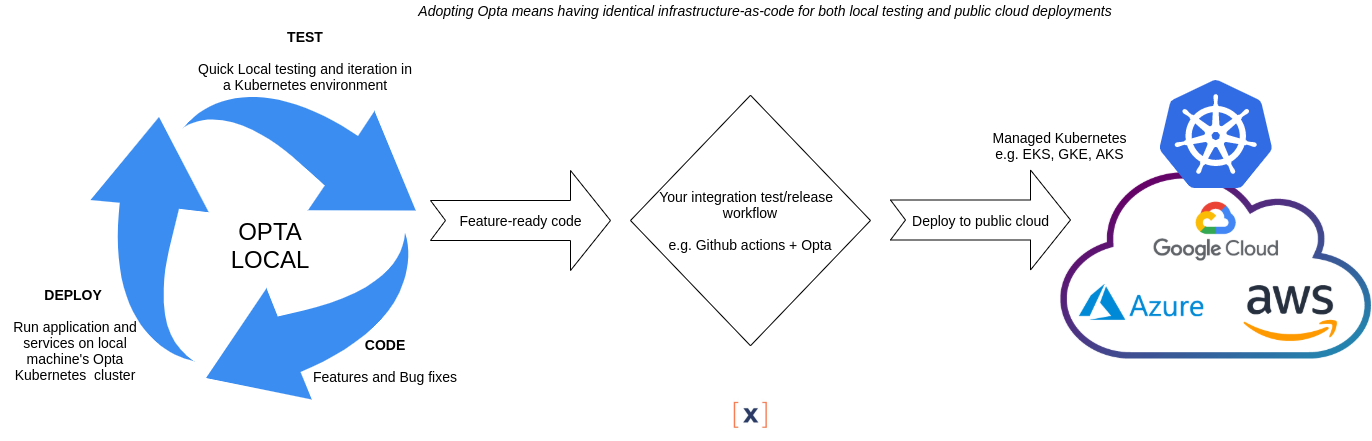 Adopting Opta means having identical infrastructure-as-code for both local testing and public cloud deployments
TEST
Quick Local testing and iteration in
a Kubernetes environment
OPTA
LOCAL
DEPLOY
Run application and
services on local
machine's Opta
Kubernetes  cluster
CODE
Features and Bug fixes
Feature-ready code
Your integration test/release
workflow
e.g. Github actions + Opta
Deploy to public cloud
Managed Kubernetes
e.g. EKS, GKE, AKS
Google Cloud
Azure
aws
[x]